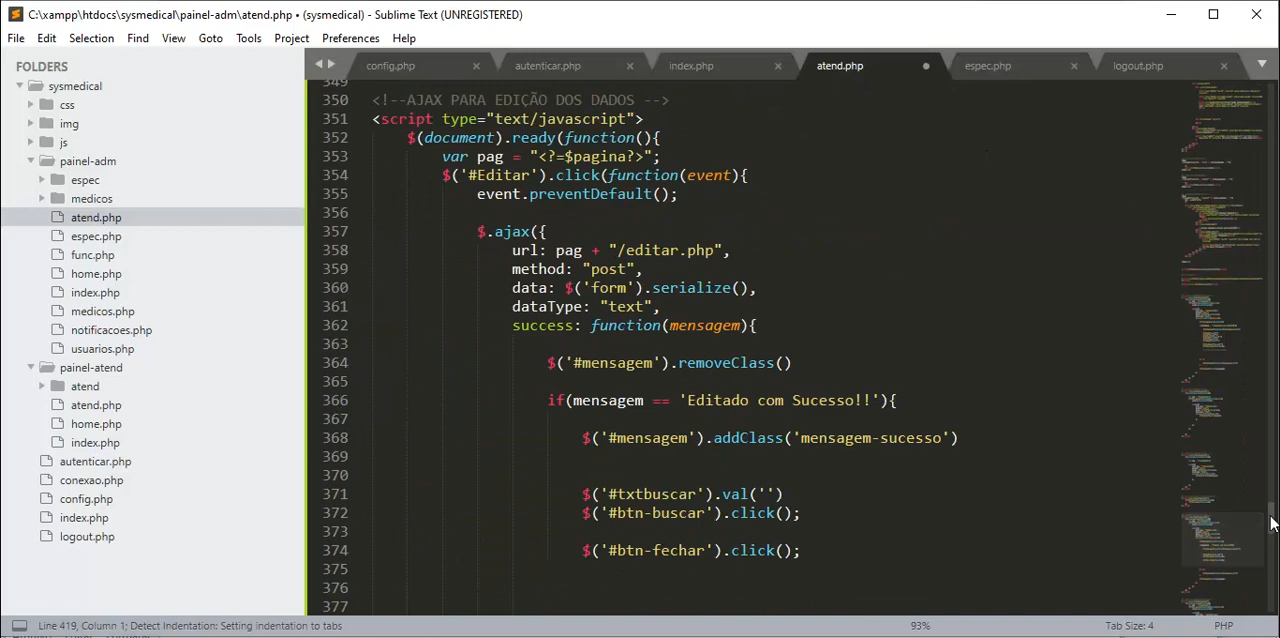 C:\xampp\htdocs\sysmedical\painel-adm\atend.php • (sysmedical) - Sublime Text (UNREGISTERED)
File Edit Selection Find View Goto Tools Project Preferences Help
FOLDERS
sysmedical
css
img
js
painel-adm
espec
medicos
atend.php
espec.php
func.php
home.php
index.php
medicos.php
notificacoes.php
usuarios.php
painel-atend
atend
atend.php
home.php
index.php
autenticar.php
conexao.php
config.php
index.php
logout.php
config.php autenticar.php index.php atend.php espec.php logout.php
349
350 <!--AJAX PARA EDIÇÃO DOS DADOS -->
351 <script type="text/javascript">
352 $(document).ready(function(){
353 var pag = "<?=$pagina?>";
354 $('#Editar').click(function(event){
355 event.preventDefault();
356
357 $.ajax({
358 url: pag + "/editar.php",
359 method: "post",
360 data: $('form').serialize(),
361 dataType: "text",
362 success: function(mensagem){
363
364 $('#mensagem').removeClass()
365
366 if(mensagem == 'Editado com Sucesso!!'){
367
368 $('#mensagem').addClass('mensagem-sucesso')
369
370
371 $('#txtbuscar').val('')
372 $('#btn-buscar').click();
373
374 $('#btn-fechar').click();
375
376
377
Line 419, Column 1; Detect Indentation: Setting indentation to tabs 93% Tab Size: 4 PHP